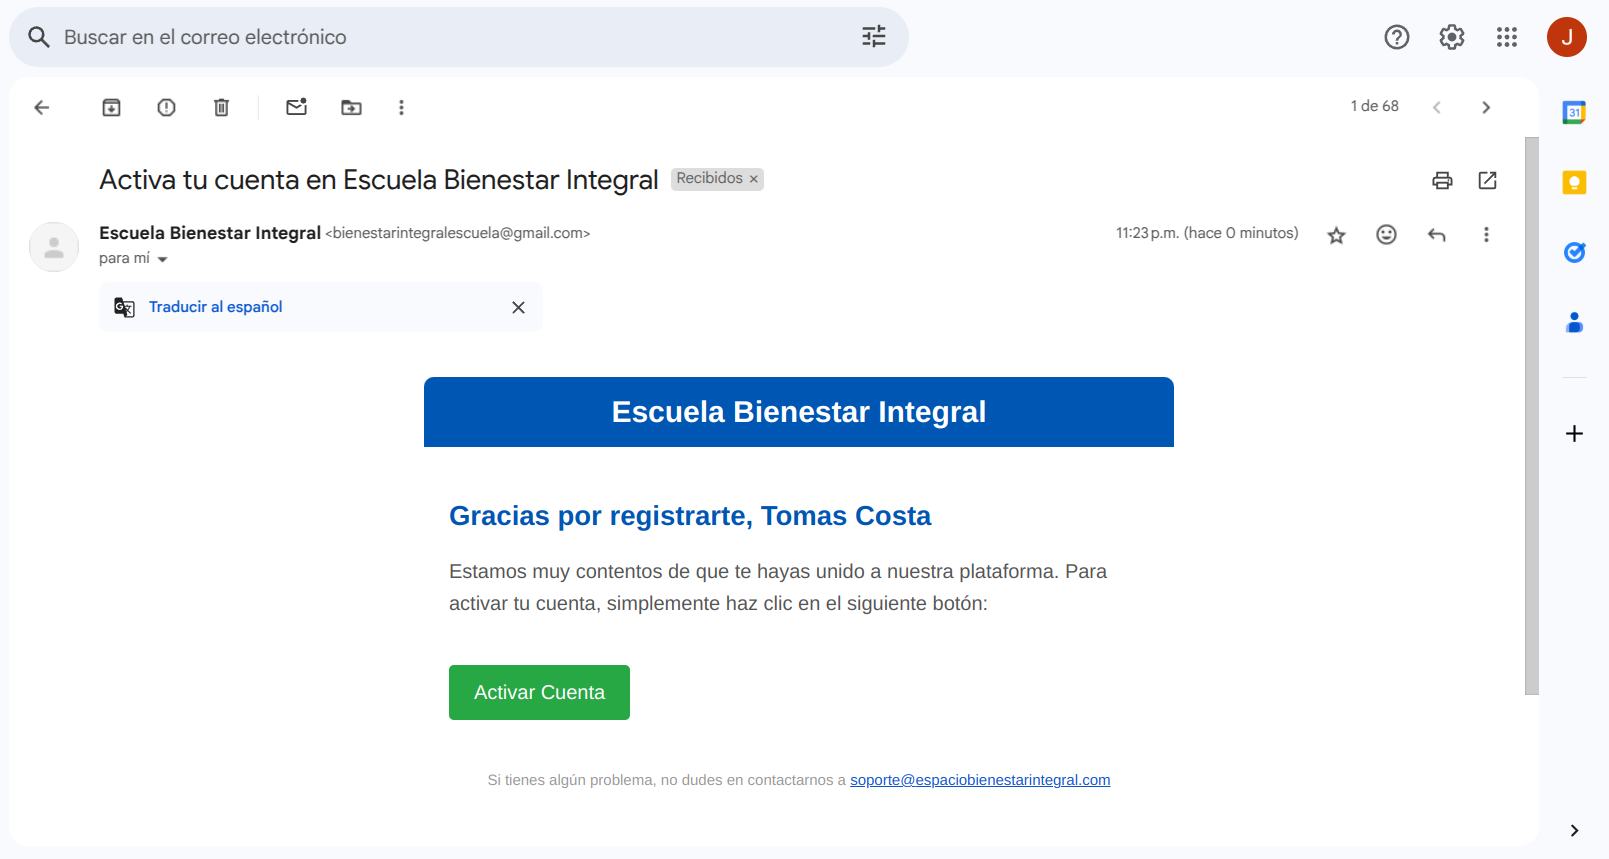 Buscar en el correo electrónico
J
1 de 68
31
Activa tu cuenta en Escuela Bienestar Integral Recibidos ×
Escuela Bienestar Integral <bienestarintegralescuela@gmail.com>
11:23 p.m. (hace 0 minutos)
para mí
Traducir al español
Escuela Bienestar Integral
Gracias por registrarte, Tomas Costa
Estamos muy contentos de que te hayas unido a nuestra plataforma. Para
activar tu cuenta, simplemente haz clic en el siguiente botón:
Activar Cuenta
Si tienes algún problema, no dudes en contactarnos a soporte@espaciobienestarintegral.com